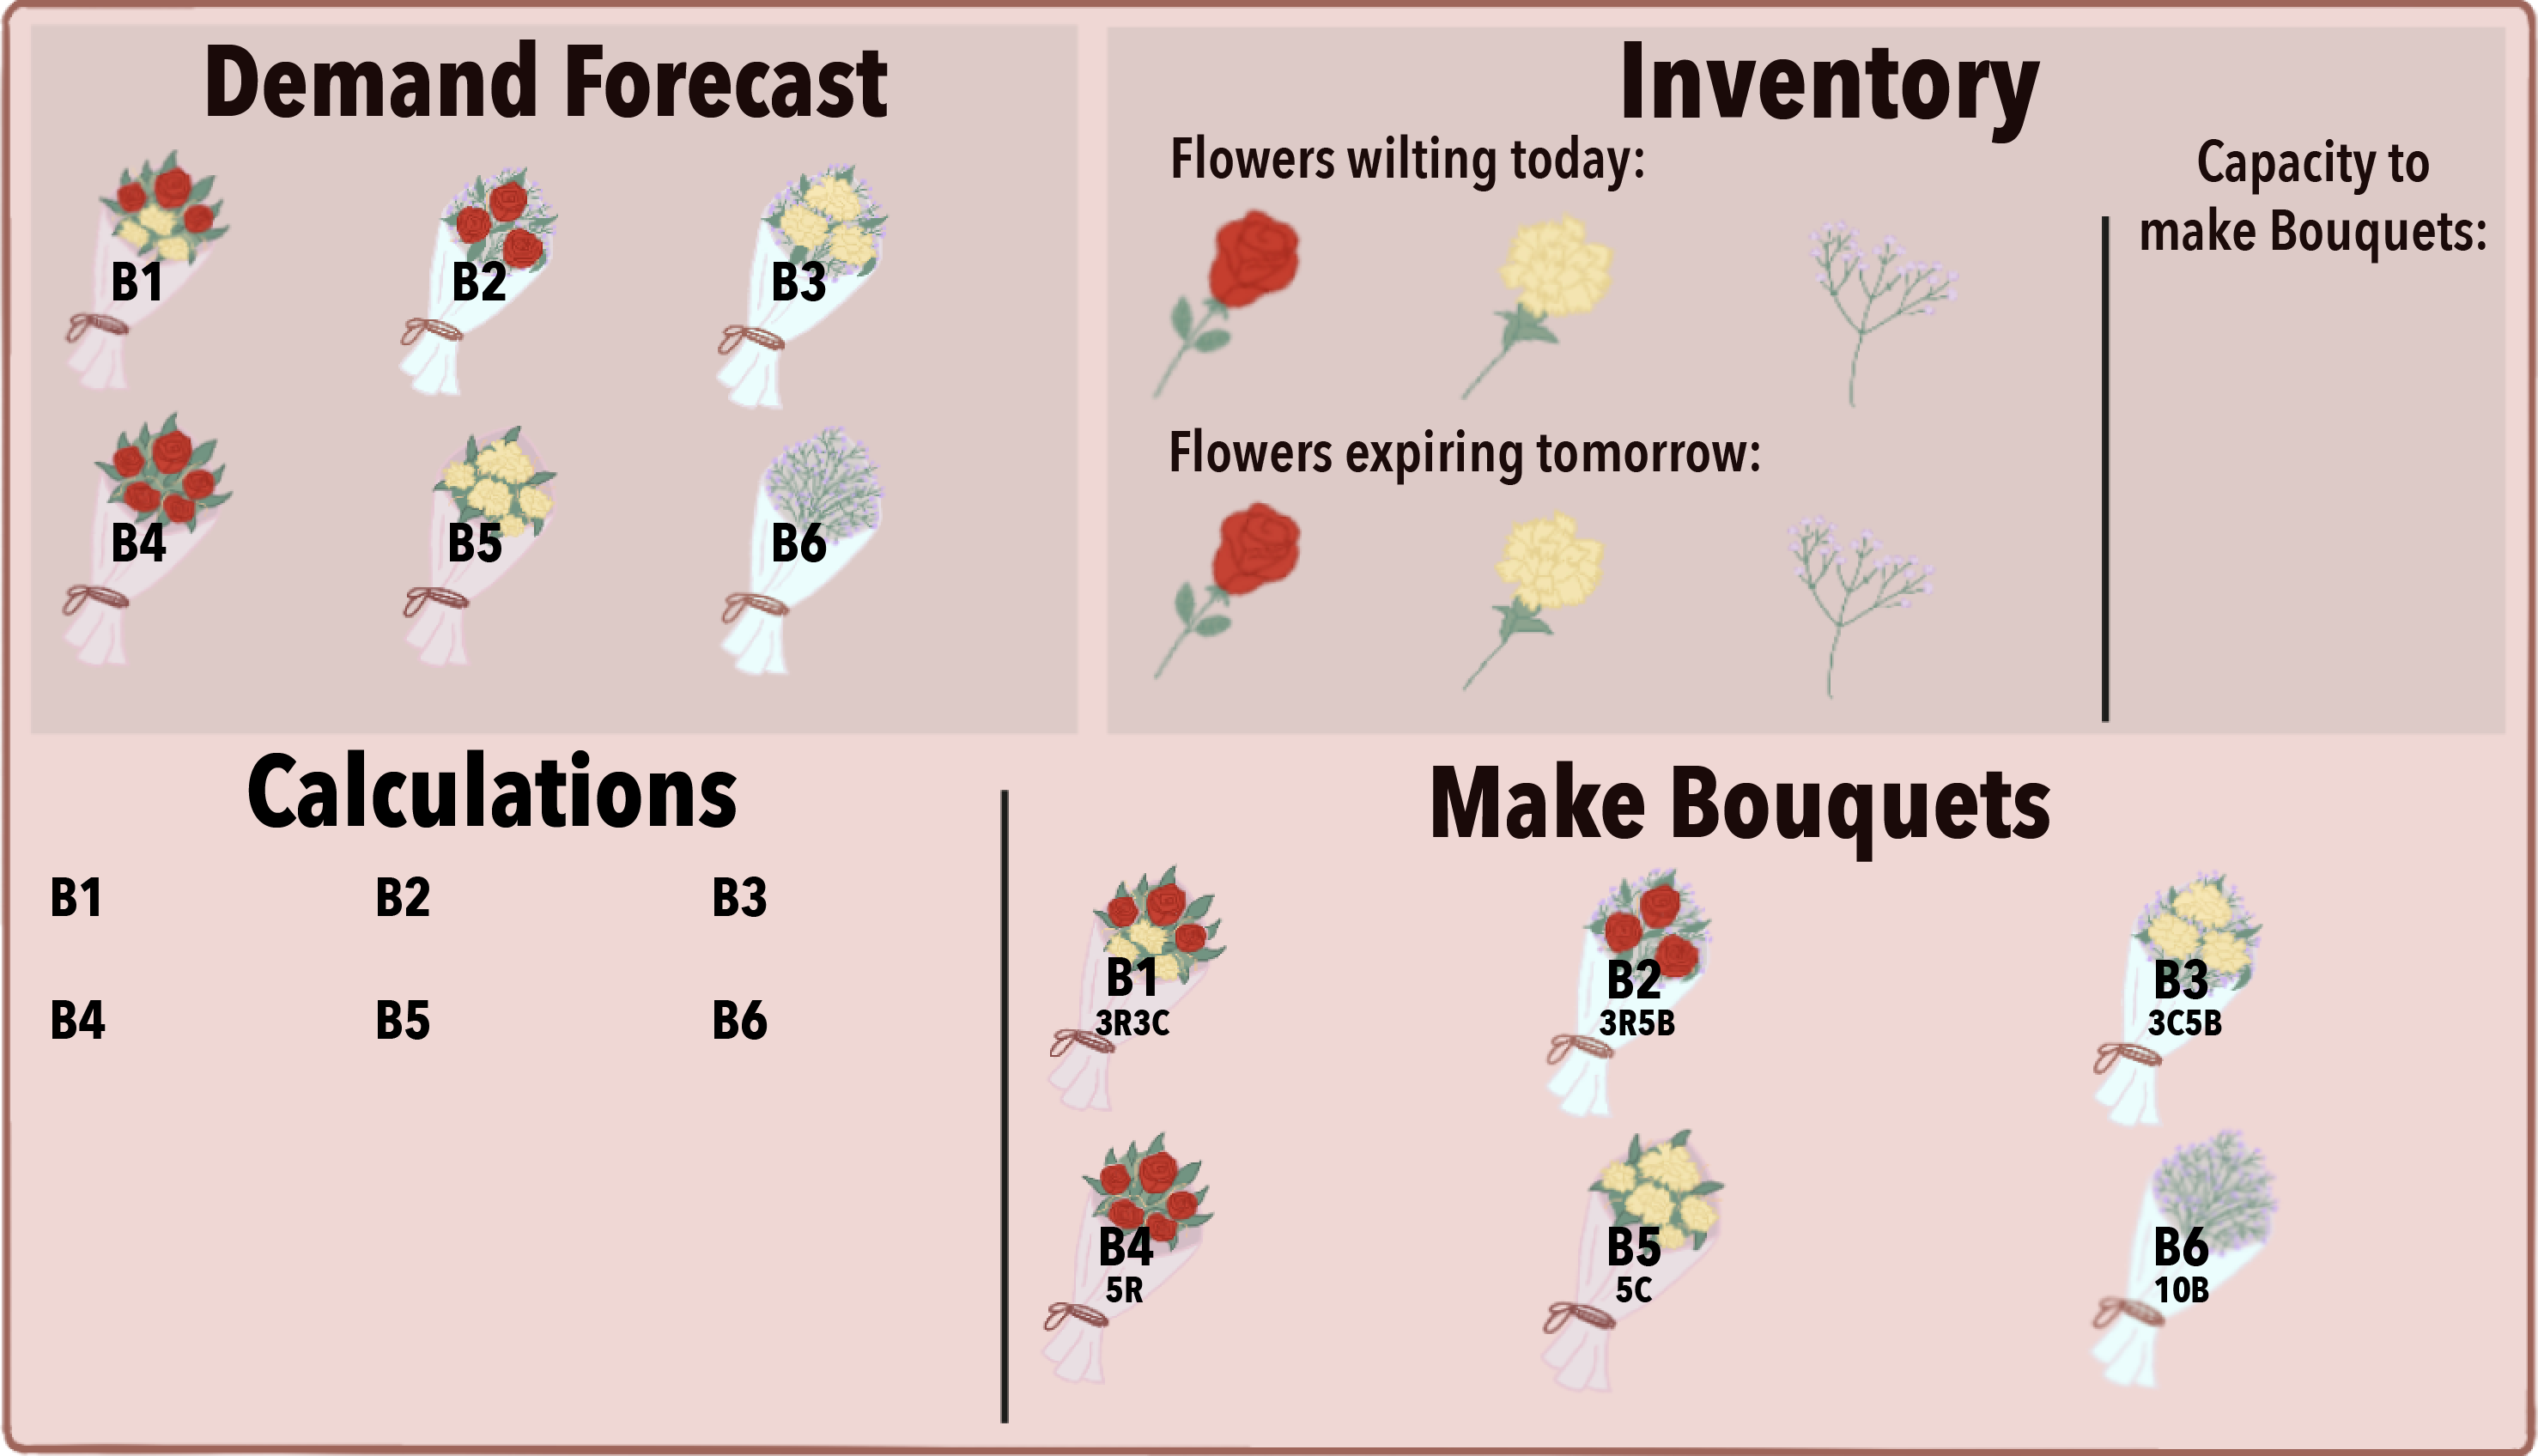 Demand Forecast
B1
B2
B3
B4
B5
B6
Inventory
Flowers wilting today:
Flowers expiring tomorrow:
Capacity to
make Bouquets:
Calculations
B1
B2
B3
B4
B5
B6
Make Bouquets
B1
3R3C
B2
3R5B
B3
3C5B
B4
5R
B5
5C
B6
10B